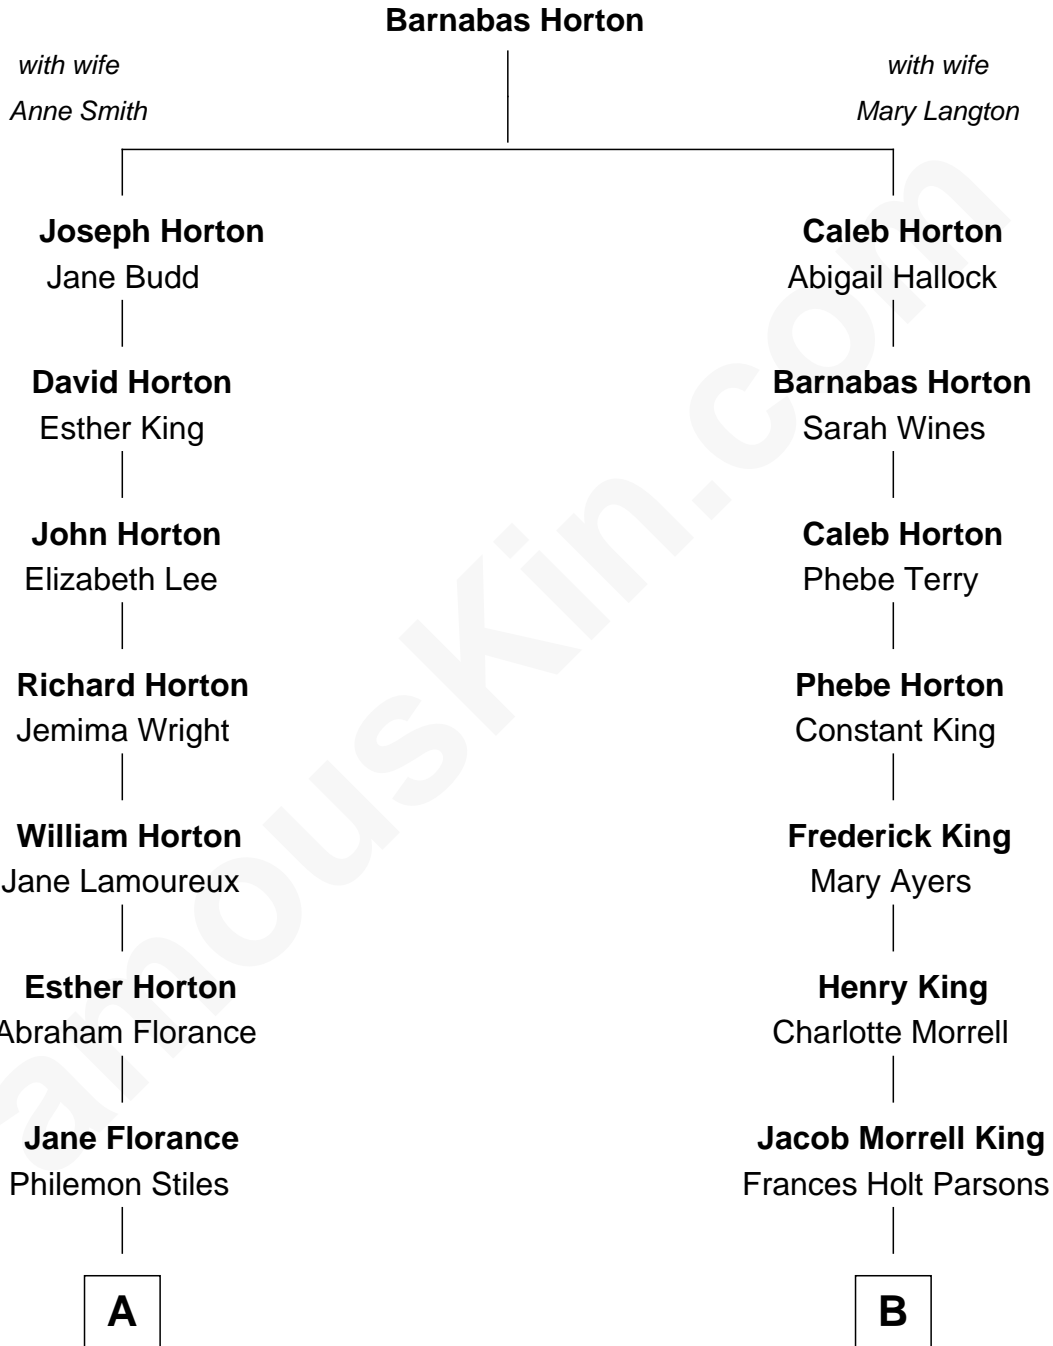 Barnabas Horton
with wife
Anne Smith
with wife
Mary Langton
Joseph Horton
Jane Budd
Caleb Horton
Abigail Hallock
David Horton
Esther King
Barnabas Horton
Sarah Wines
John Horton
Elizabeth Lee
Caleb Horton
Phebe Terry
Richard Horton
Jemima Wright
Phebe Horton
Constant King
William Horton
Jane Lamoureux
Frederick King
Mary Ayers
Esther Horton
Abraham Florance
Henry King
Charlotte Morrell
Jane Florance
Philemon Stiles
Jacob Morrell King
Frances Holt Parsons
A
B
amouskin.com